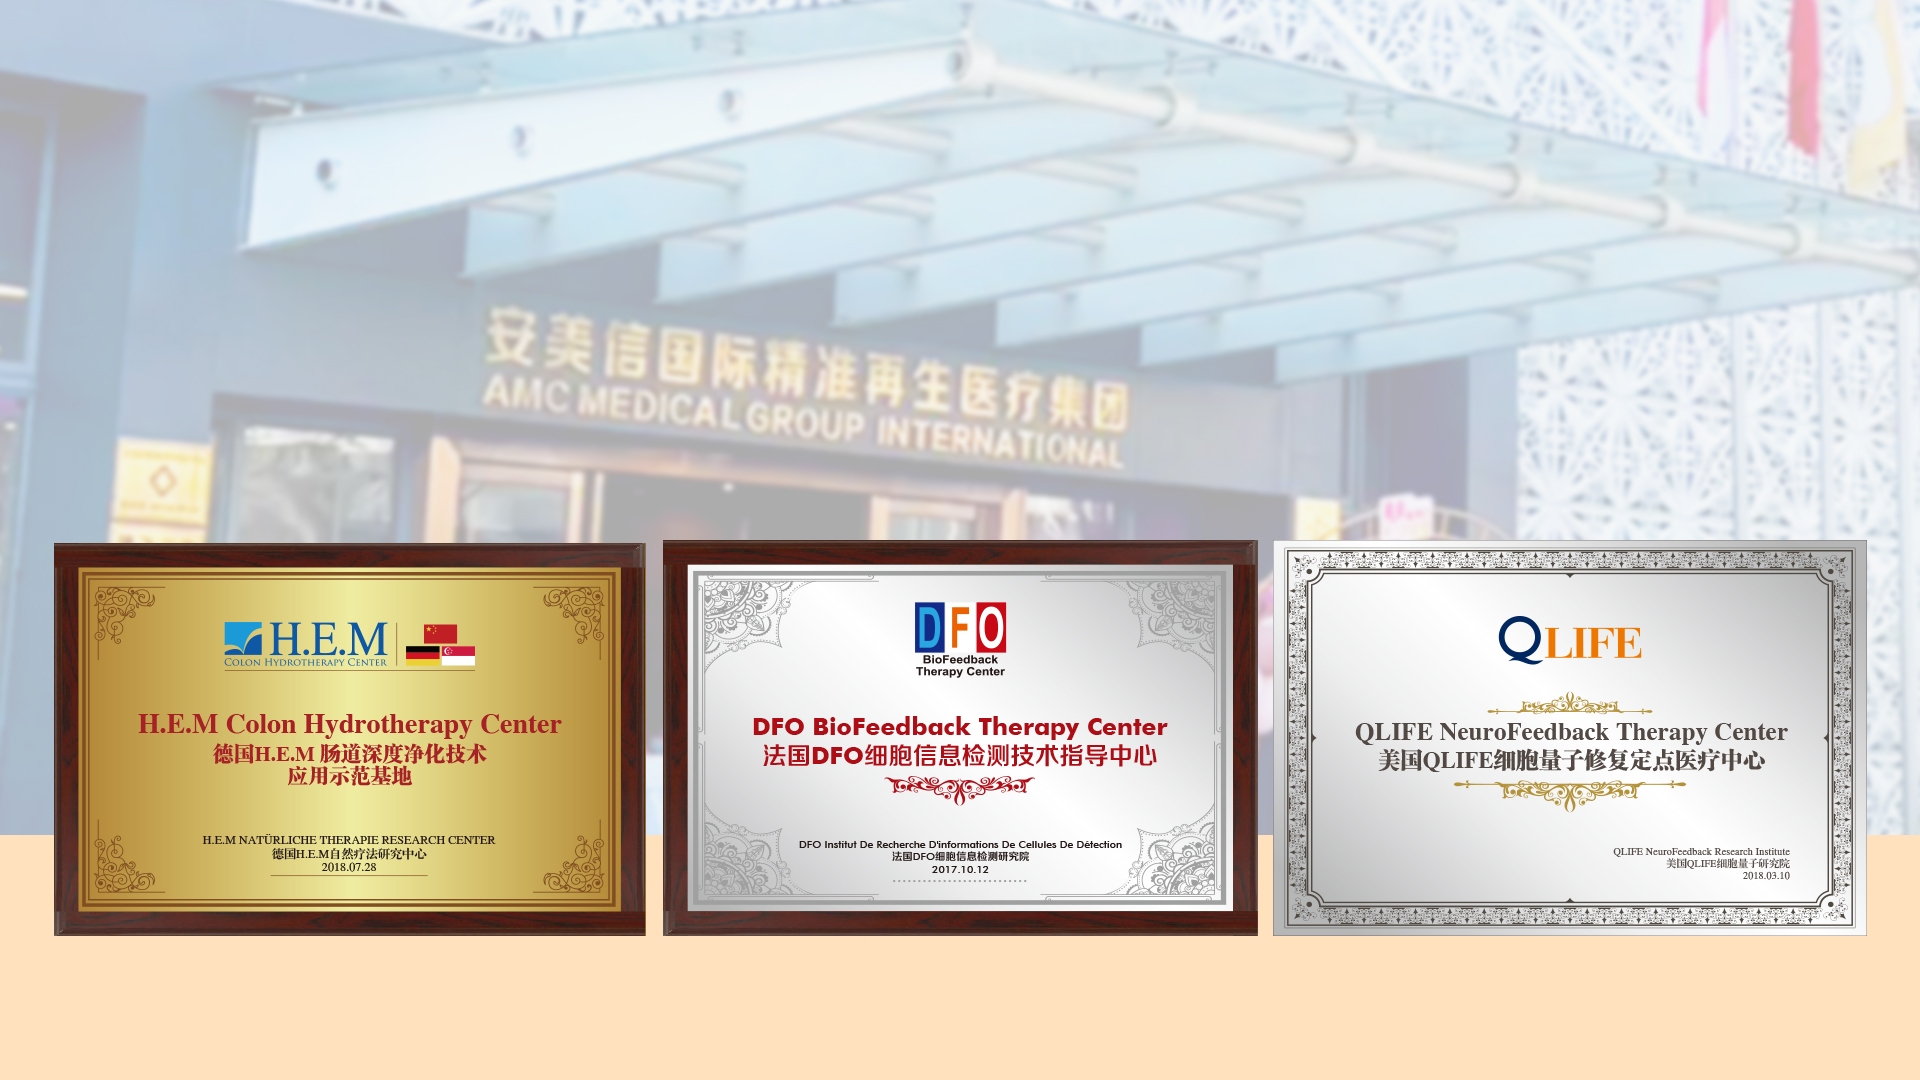 安美信国际精准再生医疗集团
AMC MEDICAL GROUP INTERNATIONAL
H.E.M
COLON HYDROTHERAPY CENTER
H.E.M Colon Hydrotherapy Center
德国H.E.M 肠道深度净化技术
应用示范基地
H.E.M NATÜRLICHE THERAPIE RESEARCH CENTER
德国H.E.M自然疗法研究中心
2018.07.28
DFO
BioFeedback
Therapy Center
DFO BioFeedback Therapy Center
法国DFO细胞信息检测技术指导中心
DFO Institut De Recherche D'informations De Cellules De Détection
法国DFO细胞信息检测研究院
2017.10.12
QLIFE
QLIFE NeuroFeedback Therapy Center
美国QLIFE细胞量子修复定点医疗中心
QLIFE NeuroFeedback Research Institute
美国QLIFE细胞量子研究院
2018.03.10